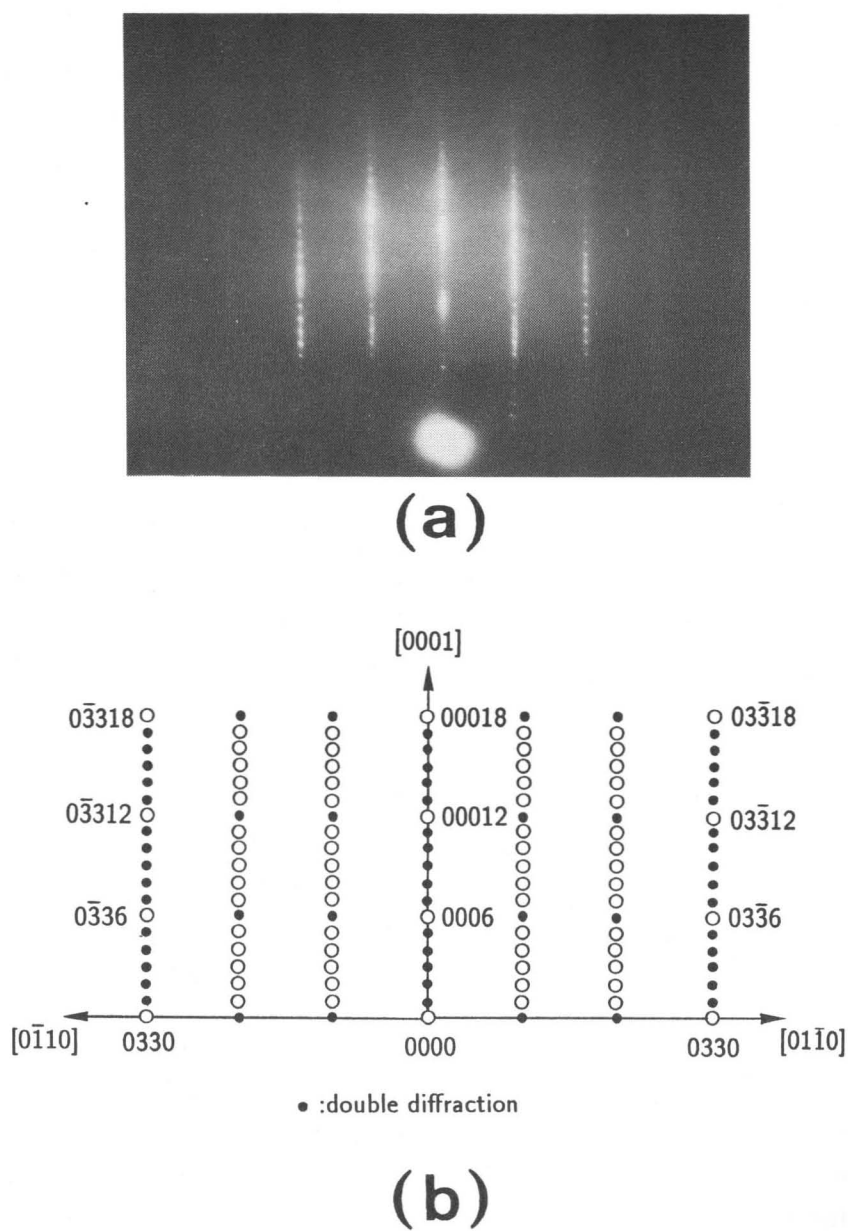 (a)
[0001]
03̄318 00018 033̄18
03̄312 00012 033̄12
03̄36 0006 033̄6
[01̄10] 0330 0000 0330 [011̄0]
• :double diffraction
(b)